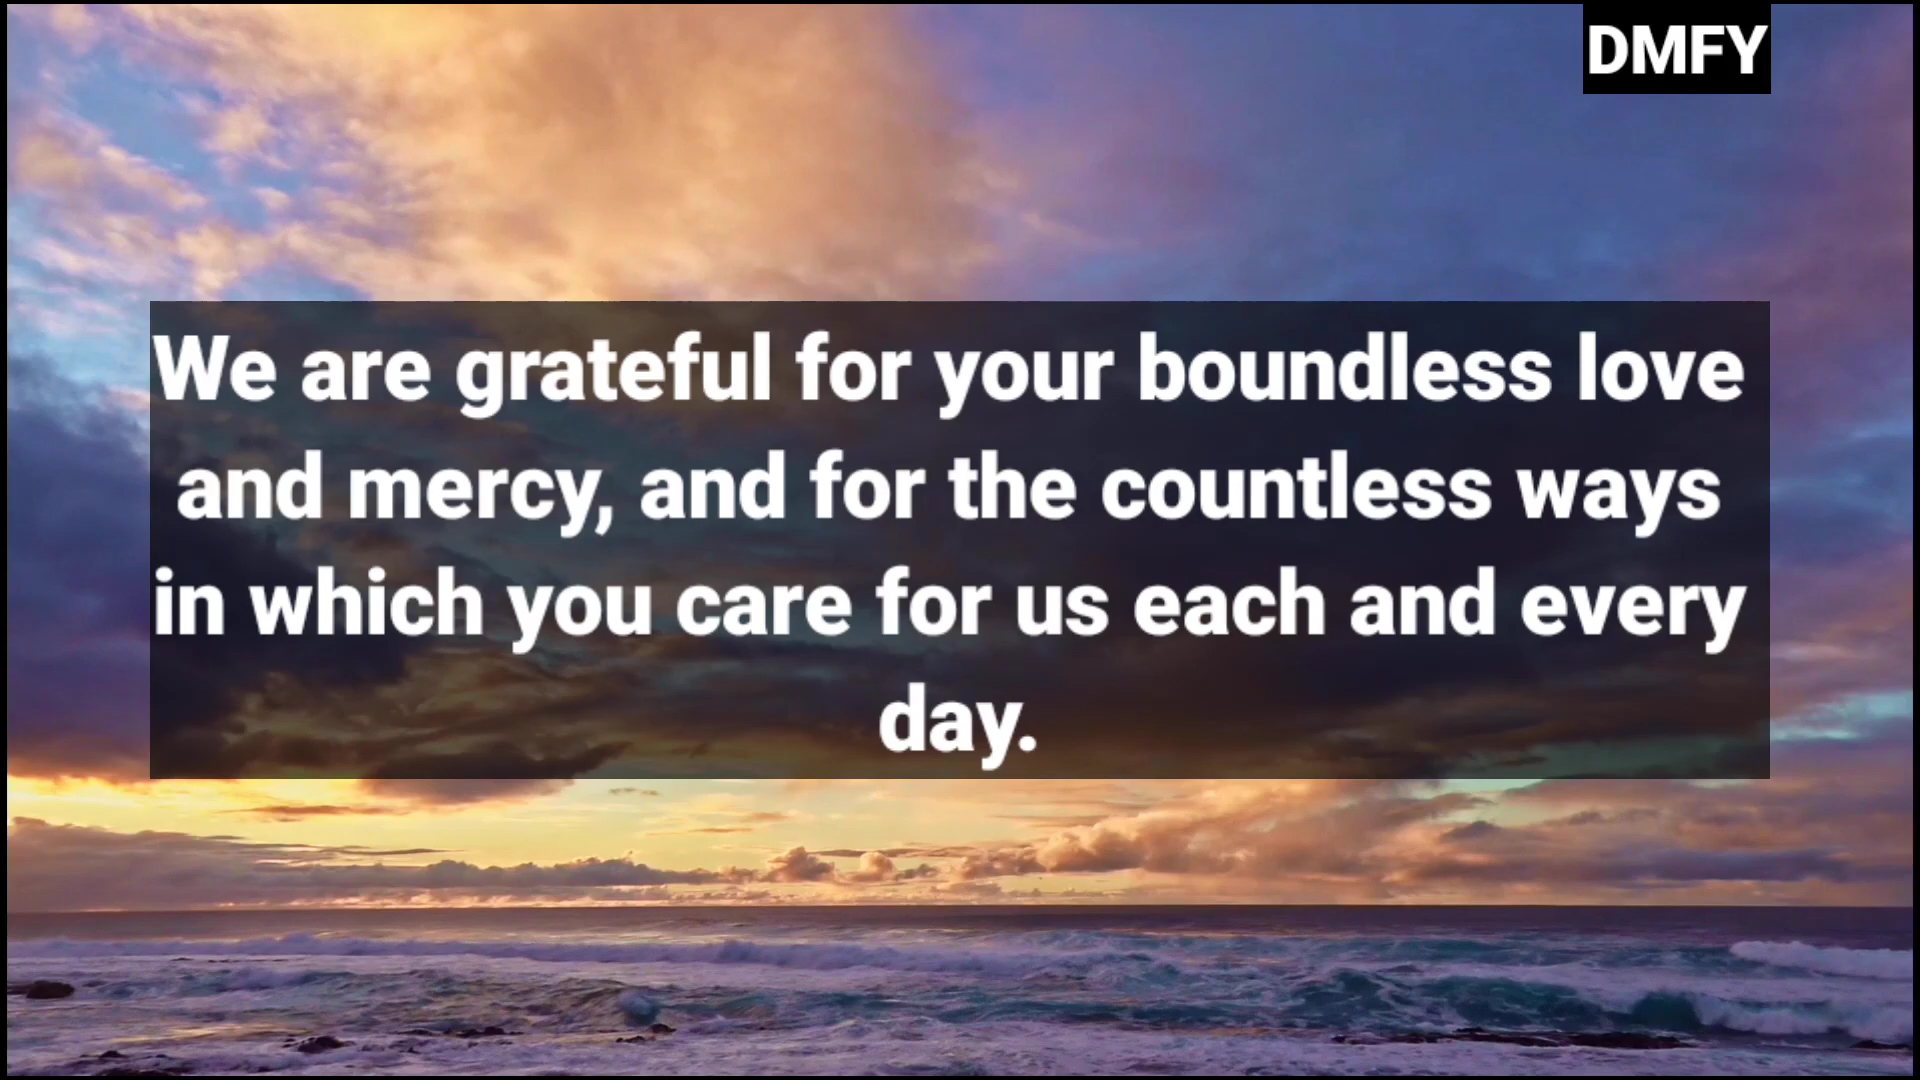 DMFY
We are grateful for your boundless love
and mercy, and for the countless ways
in which you care for us each and every
day.